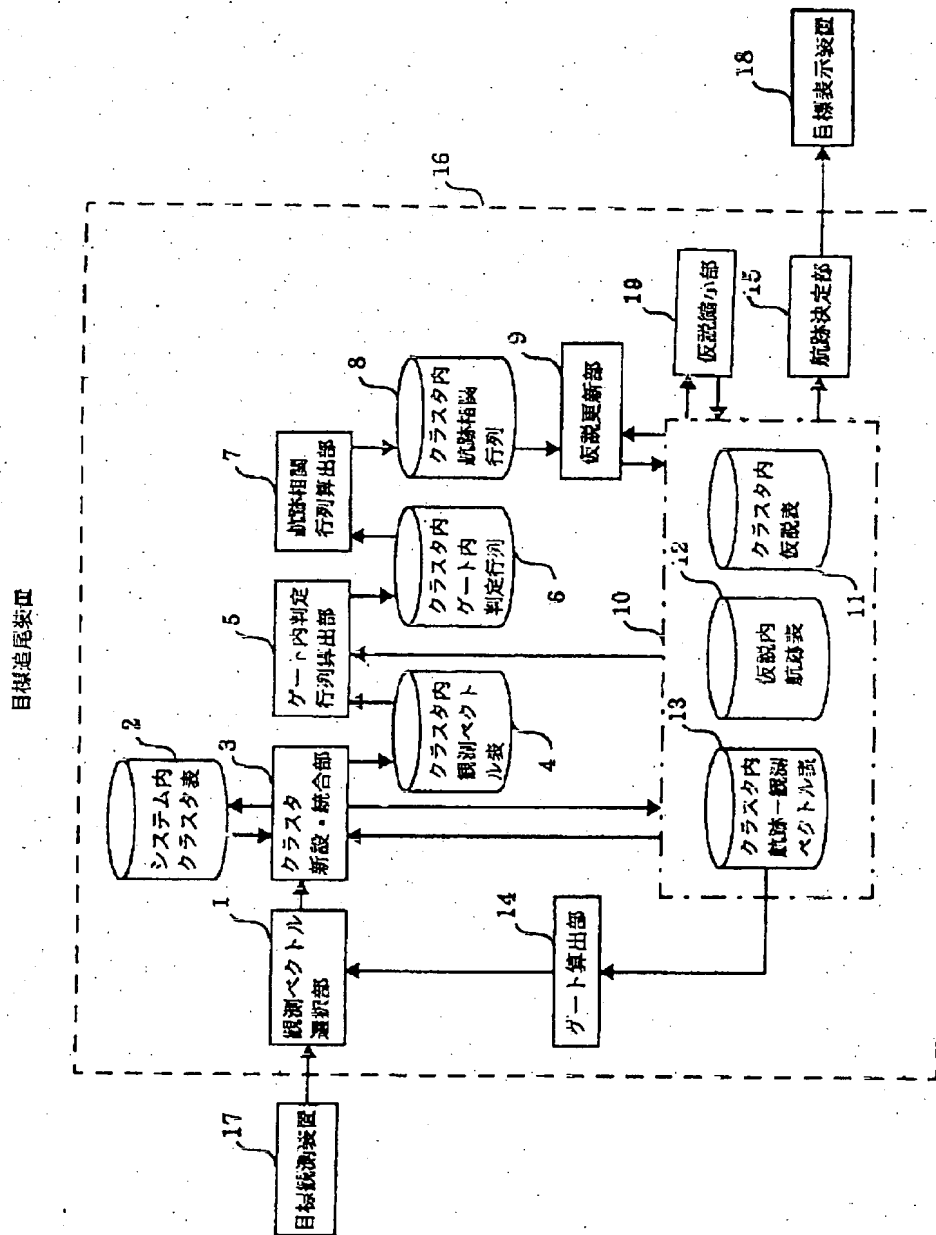 目標追尾装置
17
目標観測装置
1
観測ベクトル
選択部
2
システム内
クラスタ表
3
クラスタ
新設・統合部
4
クラスタ内
観測ベクト
ル表
5
ゲート内判定
行列算出部
6
クラスタ内
ゲート内
判定行列
7
航跡相関
行列算出部
8
クラスタ内
航跡相関
行列
9
仮説更新部
10
13
クラスタ内
航跡−観測
ベクトル表
12
仮説内
航跡表
11
クラスタ内
仮説表
14
ゲート算出部
19
仮説縮小部
15
航跡決定部
16
18
目標表示装置